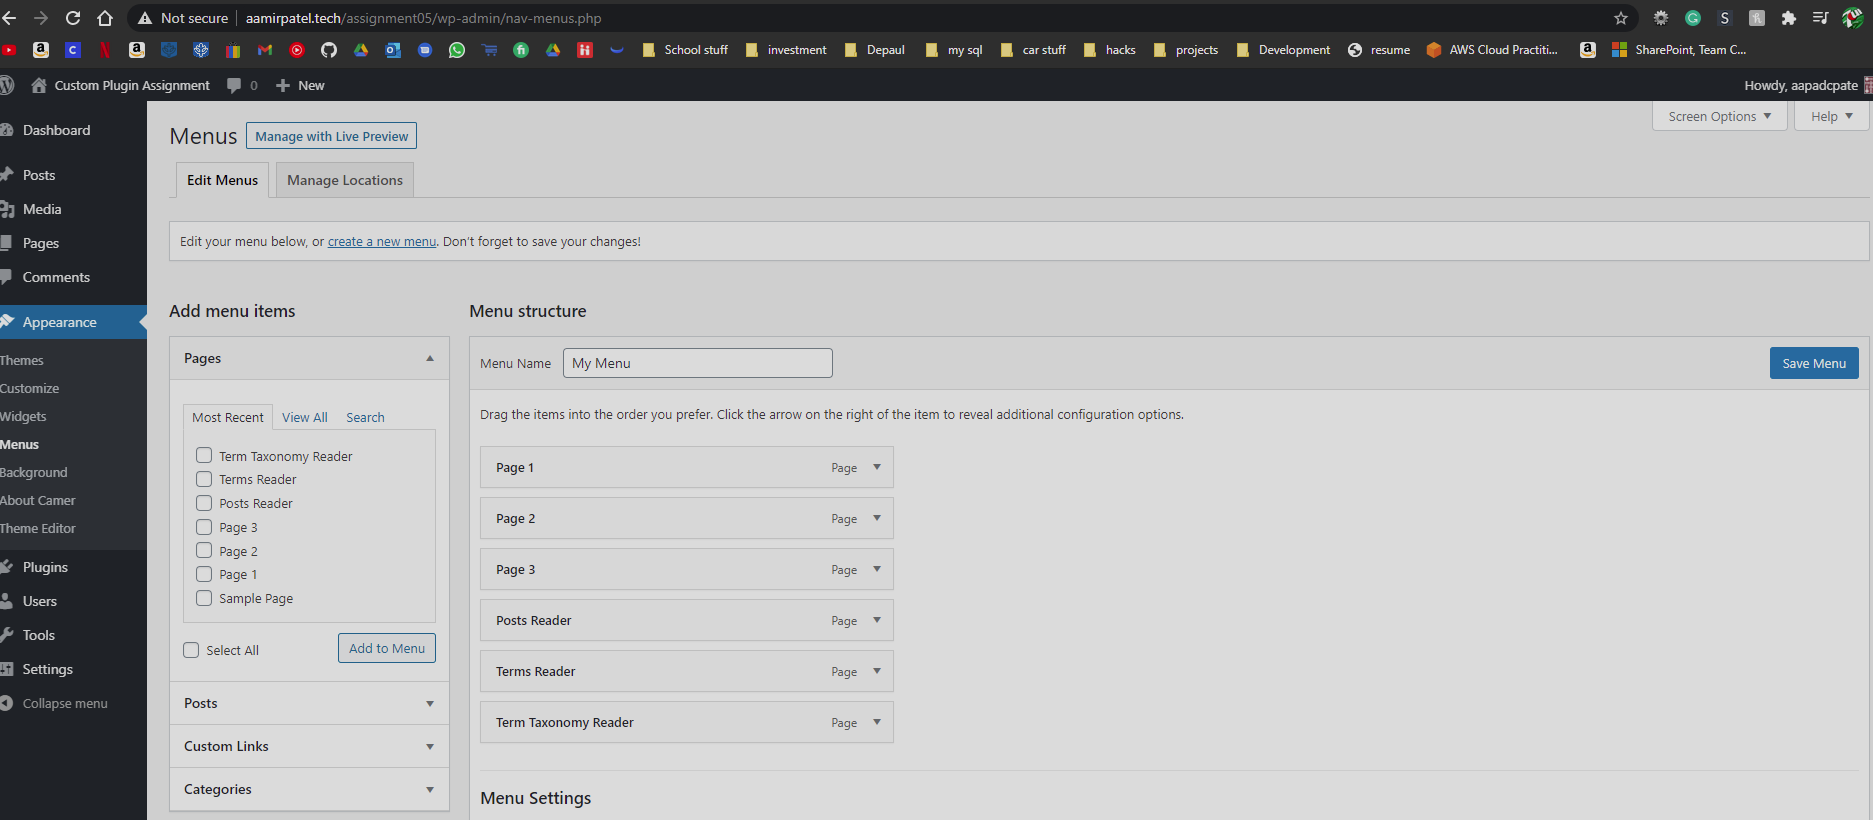 Not secure | aamirpatel.tech/assignment05/wp-admin/nav-menus.php
School stuff investment Depaul my sql car stuff hacks projects Development resume AWS Cloud Practiti... SharePoint, Team C...
Custom Plugin Assignment 0 New Howdy, aapadcpate
Dashboard
Posts
Media
Pages
Comments
Appearance
Themes
Customize
Widgets
Menus
Background
About Camer
Theme Editor
Plugins
Users
Tools
Settings
Collapse menu
Screen Options Help
Menus Manage with Live Preview
Edit Menus Manage Locations
Edit your menu below, or create a new menu. Don't forget to save your changes!
Add menu items
Pages
Most Recent View All Search
Term Taxonomy Reader
Terms Reader
Posts Reader
Page 3
Page 2
Page 1
Sample Page
Select All Add to Menu
Posts
Custom Links
Categories
Menu structure
Menu Name My Menu Save Menu
Drag the items into the order you prefer. Click the arrow on the right of the item to reveal additional configuration options.
Page 1 Page
Page 2 Page
Page 3 Page
Posts Reader Page
Terms Reader Page
Term Taxonomy Reader Page
Menu Settings